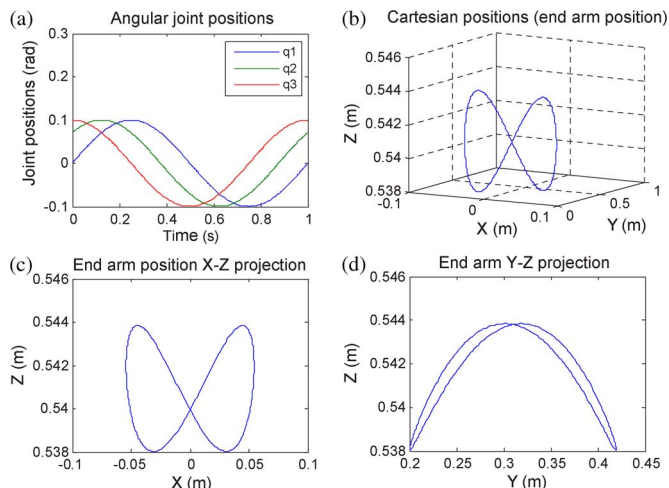 (a) Angular joint positions
0.3
0.2
0.1
0
-0.1
Joint positions (rad)
q1
q2
q3
0 0.2 0.4 0.6 0.8 1
Time (s)
(b) Cartesian positions (end arm position)
0.546
0.544
0.542
0.54
0.538
Z (m)
-0.1 0 0.1
X (m)
0 0.5 1
Y (m)
(c) End arm position X-Z projection
0.546
0.544
0.542
0.54
0.538
Z (m)
-0.1 -0.05 0 0.05 0.1
X (m)
(d) End arm Y-Z projection
0.546
0.544
0.542
0.54
0.538
Z (m)
0.2 0.25 0.3 0.35 0.4 0.45
Y (m)